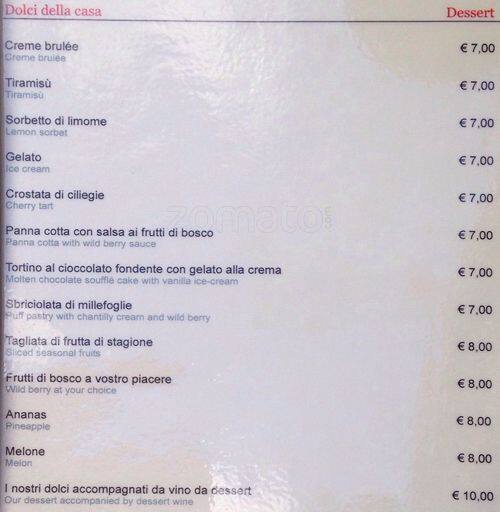 Dolci della casa Dessert
Creme brulée € 7,00
Creme brulée
Tiramisù € 7,00
Tiramisù
Sorbetto di limome € 7,00
Lemon sorbet
Gelato € 7,00
Ice cream
Crostata di ciliegie € 7,00
Cherry tart
zomato
Panna cotta con salsa ai frutti di bosco € 7,00
Panna cotta with wild berry sauce
Tortino al cioccolato fondente con gelato alla crema € 7,00
Molten chocolate soufflé cake with vanilla ice-cream
Sbriciolata di millefoglie € 7,00
Puff pastry with chantilly cream and wild berry
Tagliata di frutta di stagione € 8,00
Sliced seasonal fruits
Frutti di bosco a vostro piacere € 8,00
Wild berry at your choice
Ananas € 8,00
Pineapple
Melone € 8,00
Melon
I nostri dolci accompagnati da vino da dessert € 10,00
Our dessert accompanied by dessert wine